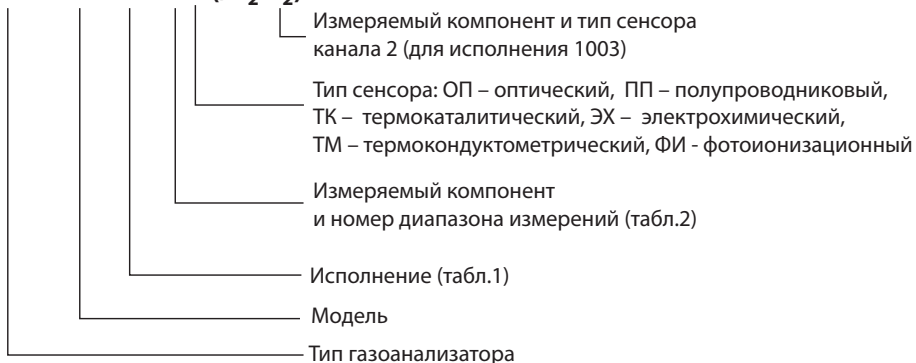 Измеряемый компонент и тип сенсора
канала 2 (для исполнения 1003)
Тип сенсора: ОП – оптический, ПП – полупроводниковый,
ТК – термокаталитический, ЭХ – электрохимический,
ТМ – термокондуктометрический, ФИ - фотоионизационный
Измеряемый компонент
и номер диапазона измерений (табл.2)
Исполнение (табл.1)
Модель
Тип газоанализатора